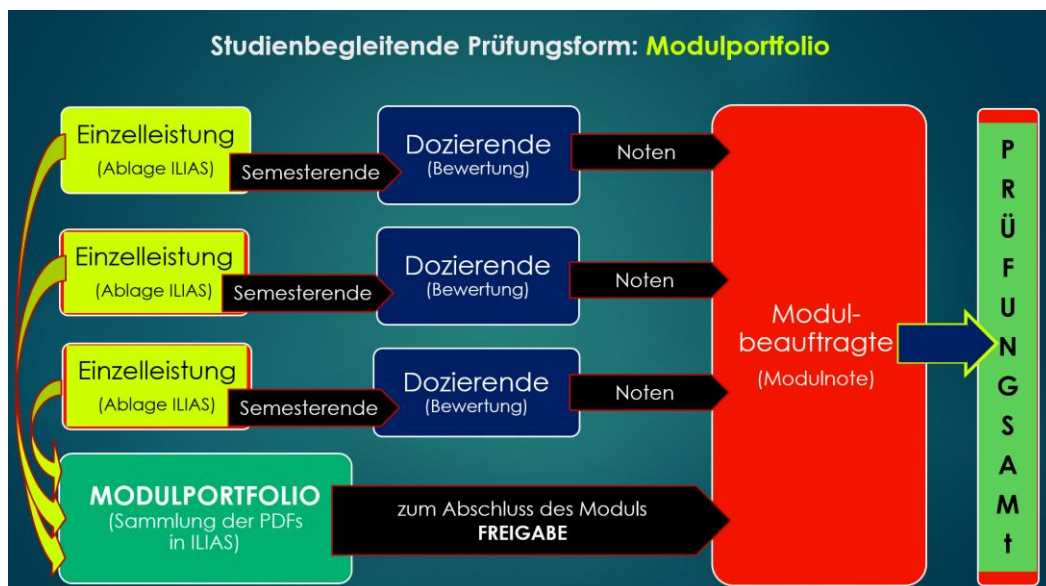 Studienbegleitende Prüfungsform: Modulportfolio
Einzelleistung
(Ablage ILIAS)
Semesterende
Dozierende
(Bewertung)
Noten
Einzelleistung
(Ablage ILIAS)
Semesterende
Dozierende
(Bewertung)
Noten
Einzelleistung
(Ablage ILIAS)
Semesterende
Dozierende
(Bewertung)
Noten
MODULPORTFOLIO
(Sammlung der PDFs
in ILIAS)
zum Abschluss des Moduls
FREIGABE
Modul-
beauftragte
(Modulnote)
P
R
Ü
F
U
N
G
S
A
M
t